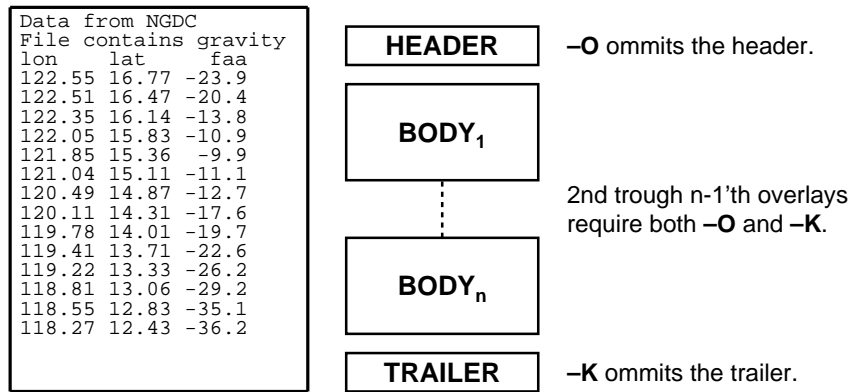 Data from NGDC
File contains gravity
lon lat faa
122.55 16.77 -23.9
122.51 16.47 -20.4
122.35 16.14 -13.8
122.05 15.83 -10.9
121.85 15.36 -9.9
121.04 15.11 -11.1
120.49 14.87 -12.7
120.11 14.31 -17.6
119.78 14.01 -19.7
119.41 13.71 -22.6
119.22 13.33 -26.2
118.81 13.06 -29.2
118.55 12.83 -35.1
118.27 12.43 -36.2
HEADER
–O ommits the header.
BODY1
2nd trough n-1'th overlays
require both –O and –K.
BODYn
TRAILER
–K ommits the trailer.